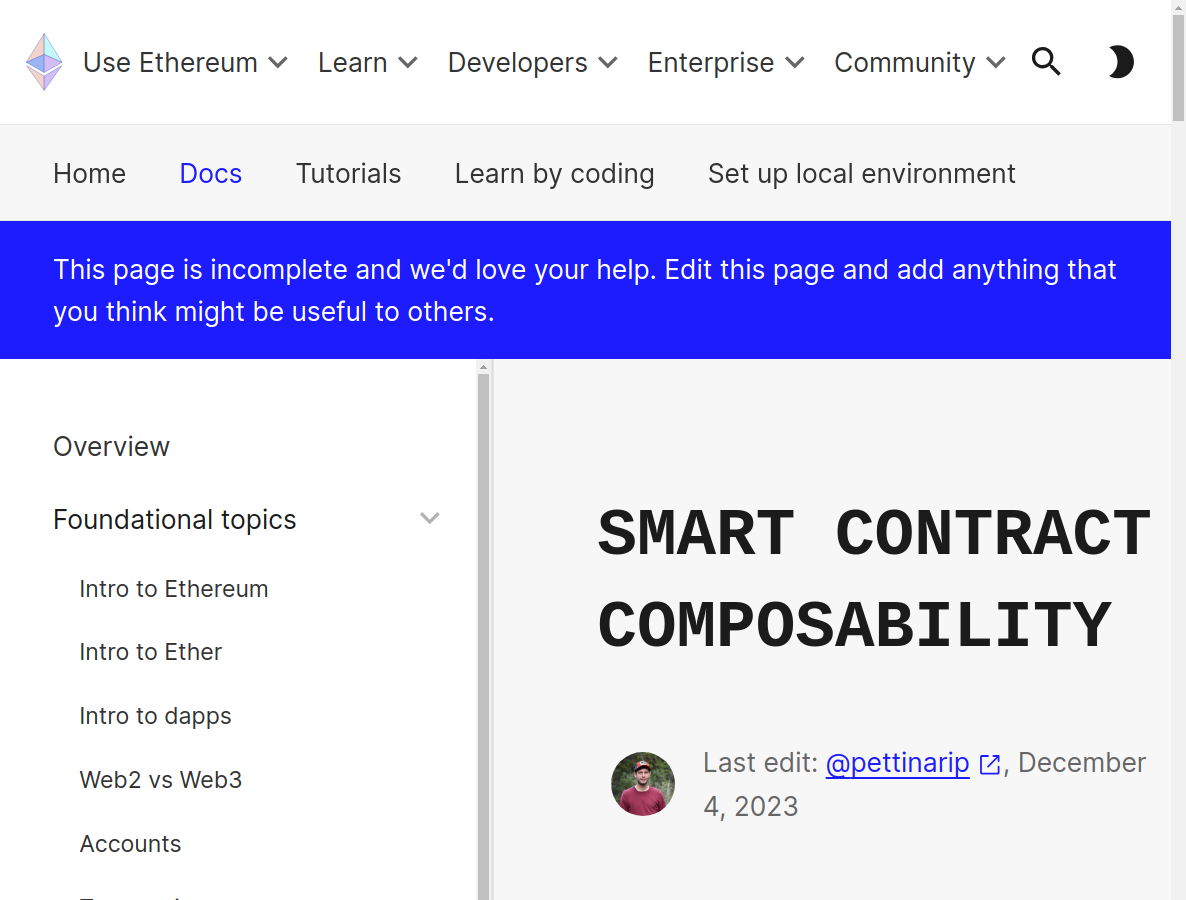 Use Ethereum Learn Developers Enterprise Community
Home Docs Tutorials Learn by coding Set up local environment
This page is incomplete and we'd love your help. Edit this page and add anything that
you think might be useful to others.
Overview
Foundational topics
Intro to Ethereum
Intro to Ether
Intro to dapps
Web2 vs Web3
Accounts
SMART CONTRACT
COMPOSABILITY
Last edit: @pettinarip , December
4, 2023